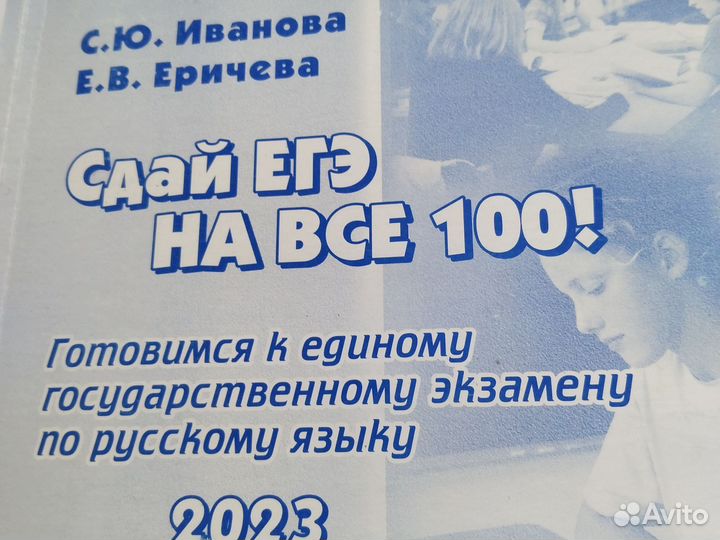 С.Ю. Иванова
Е.В. Еричева
Сдай ЕГЭ
НА ВСЕ 100!
Готовимся к единому
государственному экзамену
по русскому языку
2023
Avito